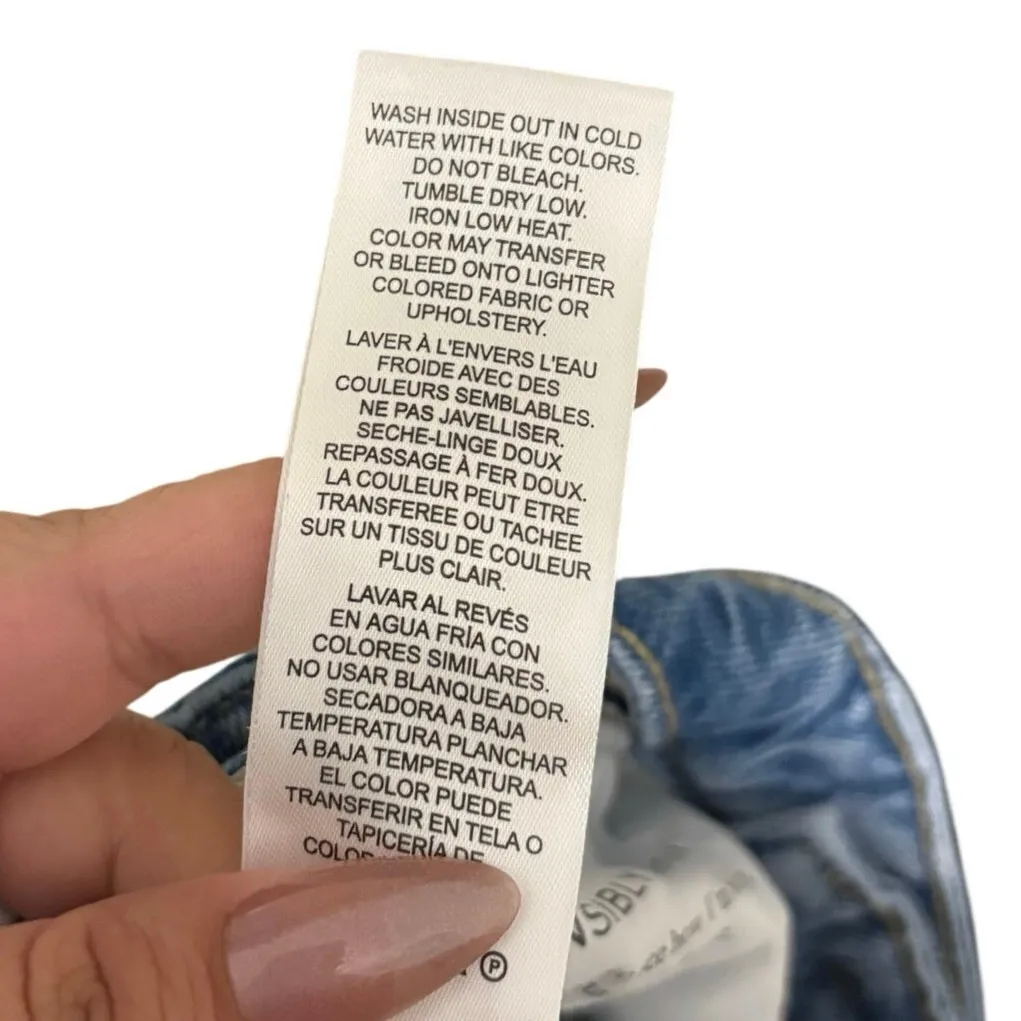 WASH INSIDE OUT IN COLD
WATER WITH LIKE COLORS.
DO NOT BLEACH.
TUMBLE DRY LOW.
IRON LOW HEAT.
COLOR MAY TRANSFER
OR BLEED ONTO LIGHTER
COLORED FABRIC OR
UPHOLSTERY.
LAVER À L'ENVERS L'EAU
FROIDE AVEC DES
COULEURS SEMBLABLES.
NE PAS JAVELLISER.
SECHE-LINGE DOUX
REPASSAGE À FER DOUX.
LA COULEUR PEUT ETRE
TRANSFEREE OU TACHEE
SUR UN TISSU DE COULEUR
PLUS CLAIR.
LAVAR AL REVÉS
EN AGUA FRÍA CON
COLORES SIMILARES.
NO USAR BLANQUEADOR.
SECADORA A BAJA
TEMPERATURA PLANCHAR
A BAJA TEMPERATURA.
EL COLOR PUEDE
TRANSFERIR EN TELA O
TAPICERÍA DE
P